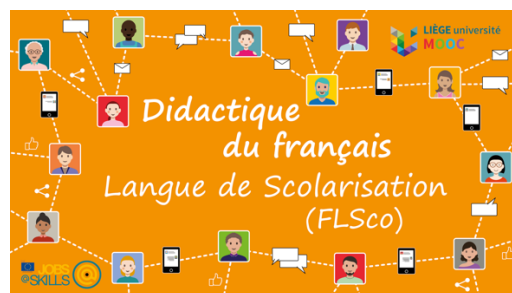 LIÈGE université
MOOC
Didactique
du français
Langue de Scolarisation
(FLSco)
JOBS
@SKILLS